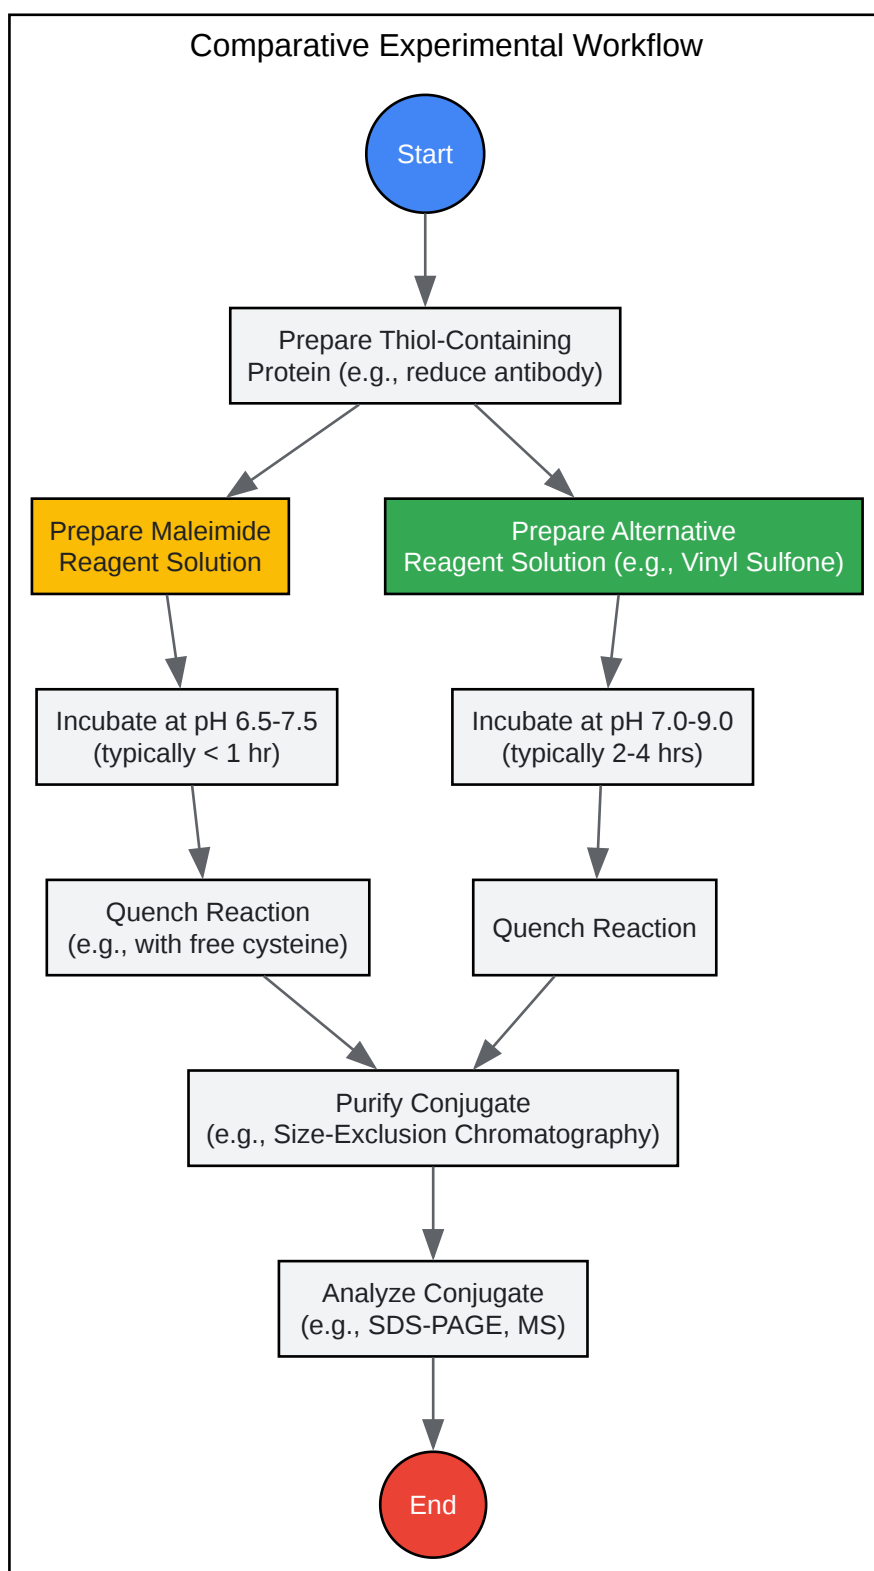 Comparative Experimental Workflow
Start
Prepare Thiol-Containing
Protein (e.g., reduce antibody)
Prepare Maleimide
Reagent Solution
Prepare Alternative
Reagent Solution (e.g., Vinyl Sulfone)
Incubate at pH 6.5-7.5
(typically < 1 hr)
Incubate at pH 7.0-9.0
(typically 2-4 hrs)
Quench Reaction
(e.g., with free cysteine)
Quench Reaction
Purify Conjugate
(e.g., Size-Exclusion Chromatography)
Analyze Conjugate
(e.g., SDS-PAGE, MS)
End